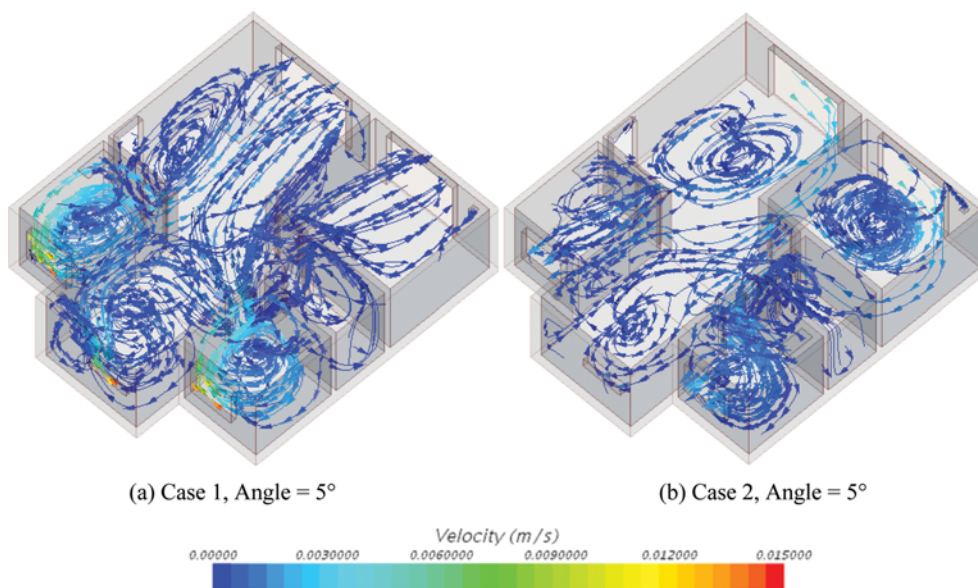 (a) Case 1, Angle = 5°
(b) Case 2, Angle = 5°
Velocity (m/s)
0.00000 0.0030000 0.0060000 0.0090000 0.012000 0.015000